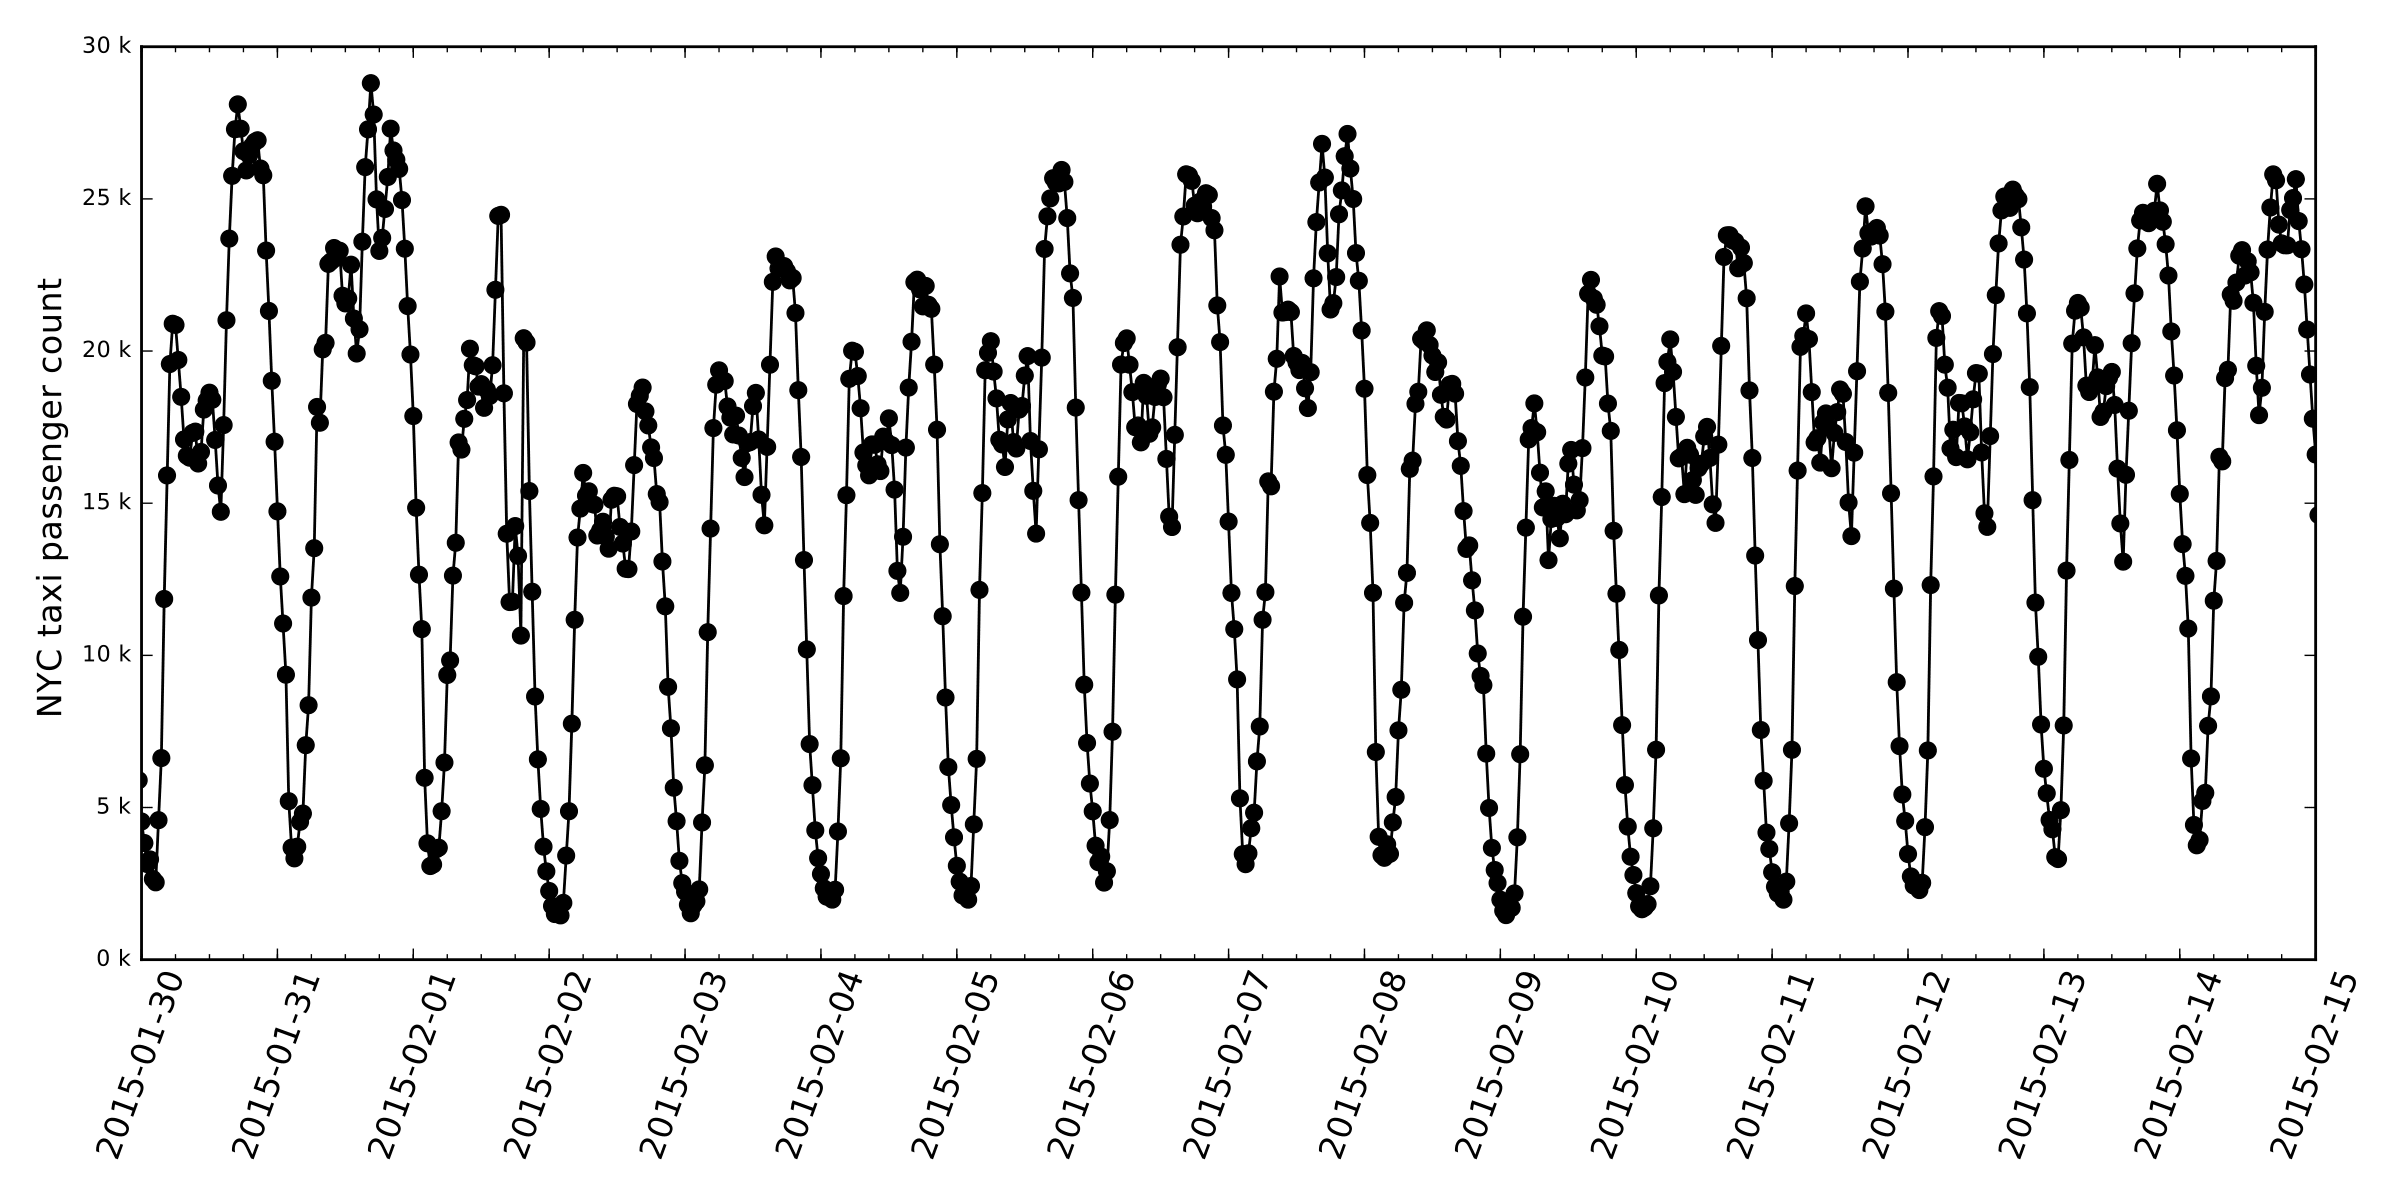 30 k
25 k
20 k
15 k
10 k
5 k
0 k
NYC taxi passenger count
2015-01-30
2015-01-31
2015-02-01
2015-02-02
2015-02-03
2015-02-04
2015-02-05
2015-02-06
2015-02-07
2015-02-08
2015-02-09
2015-02-10
2015-02-11
2015-02-12
2015-02-13
2015-02-14
2015-02-15